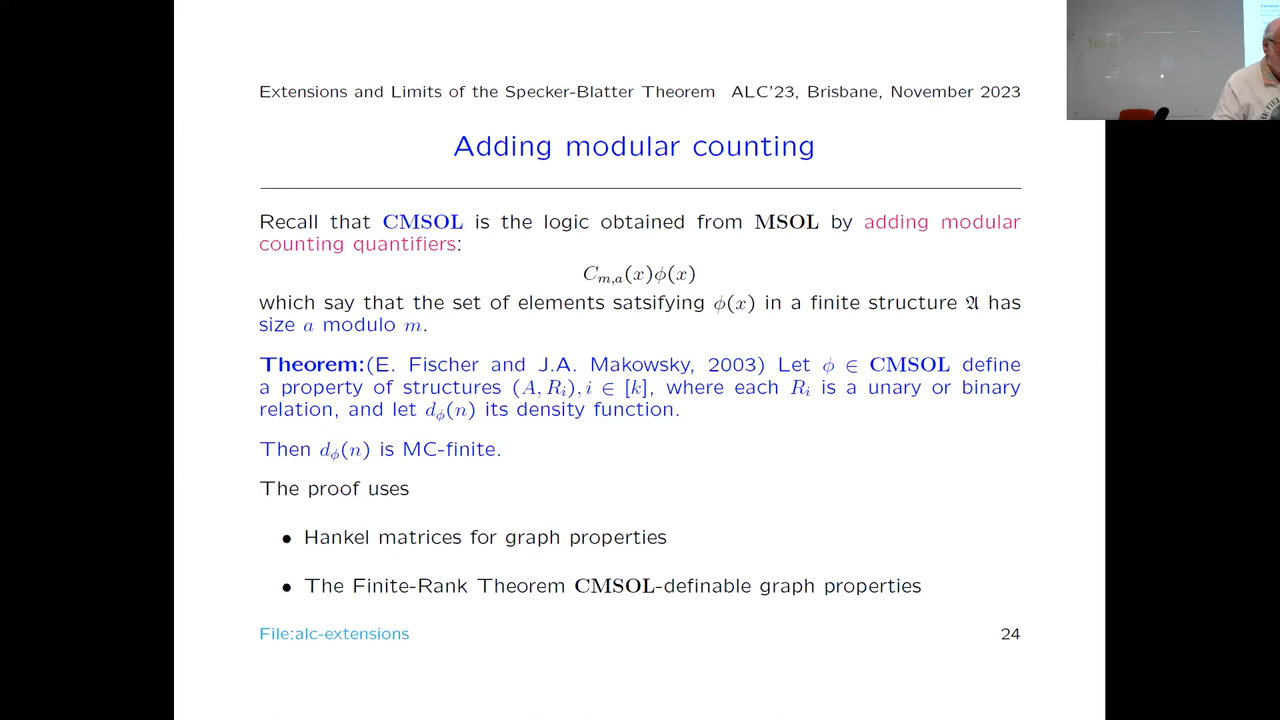 Extensions and Limits of the Specker-Blatter Theorem ALC'23, Brisbane, November 2023
Adding modular counting
Recall that CMSOL is the logic obtained from MSOL by adding modular
counting quantifiers:
C_{m,a}(x)ϕ(x)
which say that the set of elements satsifying ϕ(x) in a finite structure 𝔄 has
size a modulo m.
Theorem:(E. Fischer and J.A. Makowsky, 2003) Let ϕ ∈ CMSOL define
a property of structures (A, R_i), i ∈ [k], where each R_i is a unary or binary
relation, and let d_ϕ(n) its density function.
Then d_ϕ(n) is MC-finite.
The proof uses
• Hankel matrices for graph properties
• The Finite-Rank Theorem CMSOL-definable graph properties
File:alc-extensions
24